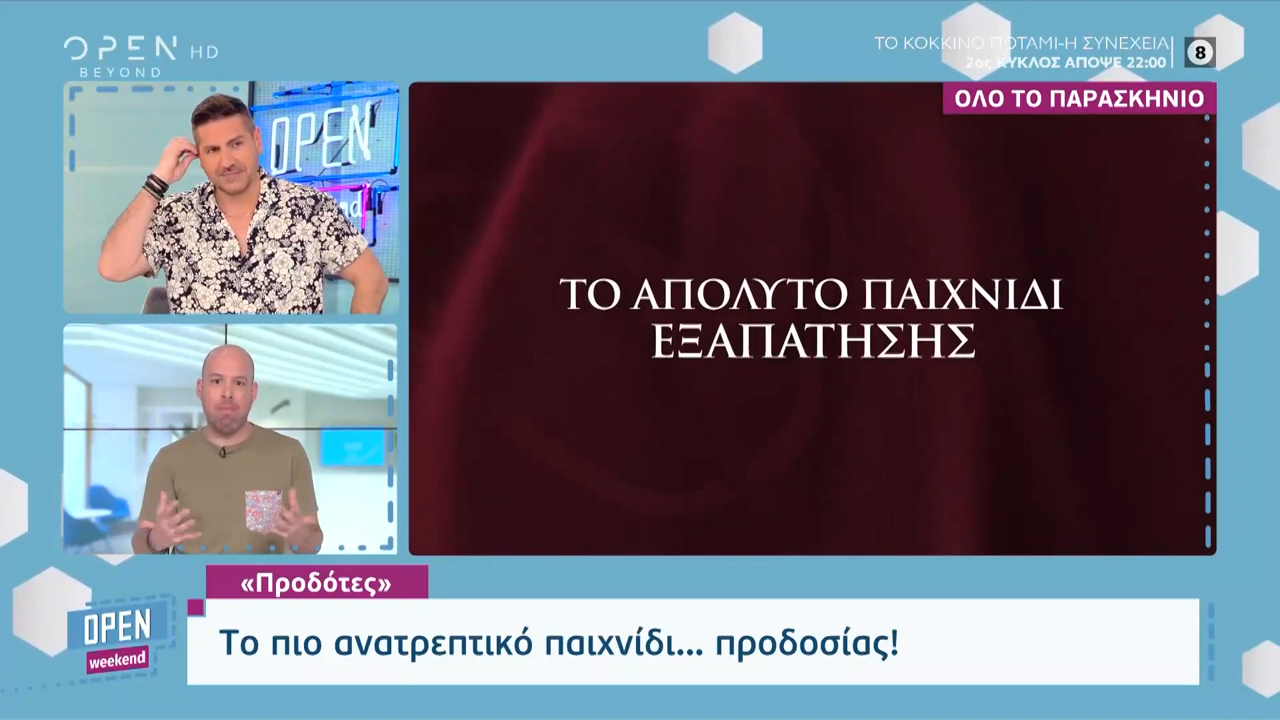 OPEN HD
BEYOND
ΤΟ ΚΟΚΚΙΝΟ ΠΟΤΑΜΙ-Η ΣΥΝΕΧΕΙΑ
2ος ΚΥΚΛΟΣ ΑΠΟΨΕ 22:00
8
ΟΛΟ ΤΟ ΠΑΡΑΣΚΗΝΙΟ
OPEN
ΤΟ ΑΠΟΛΥΤΟ ΠΑΙΧΝΙΔΙ
ΕΞΑΠΑΤΗΣΗΣ
«Προδότες»
Το πιο ανατρεπτικό παιχνίδι... προδοσίας!
OPEN
weekend